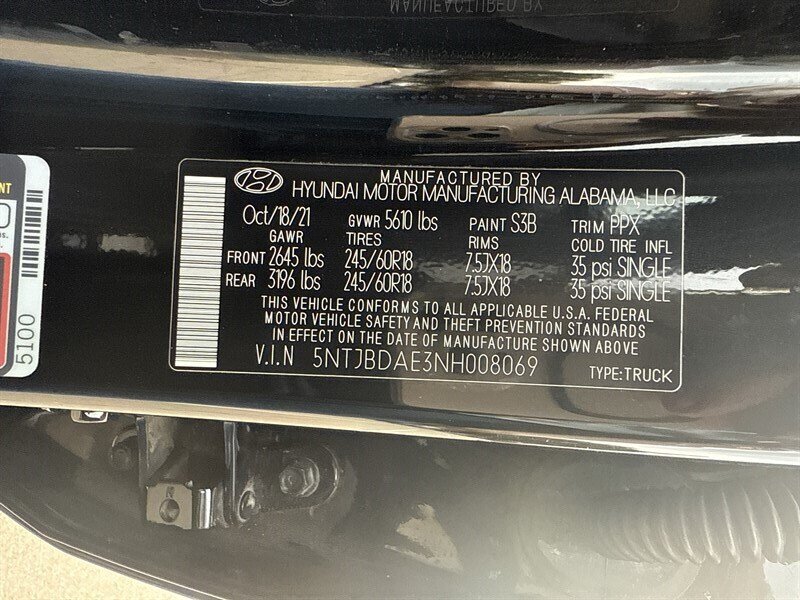 MANUFACTURED BY
MANUFACTURED BY
HYUNDAI MOTOR MANUFACTURING ALABAMA, LLC
Oct/18/21 GVWR 5610 lbs PAINT S3B TRIM PPX
GAWR TIRES RIMS COLD TIRE INFL
FRONT 2645 lbs 245/60R18 7.5JX18 35 psi SINGLE
REAR 3196 lbs 245/60R18 7.5JX18 35 psi SINGLE
THIS VEHICLE CONFORMS TO ALL APPLICABLE U.S.A. FEDERAL
MOTOR VEHICLE SAFETY AND THEFT PREVENTION STANDARDS
IN EFFECT ON THE DATE OF MANUFACTURE SHOWN ABOVE.
V.I.N 5NTJBDAE3NH008069
TYPE:TRUCK
5100